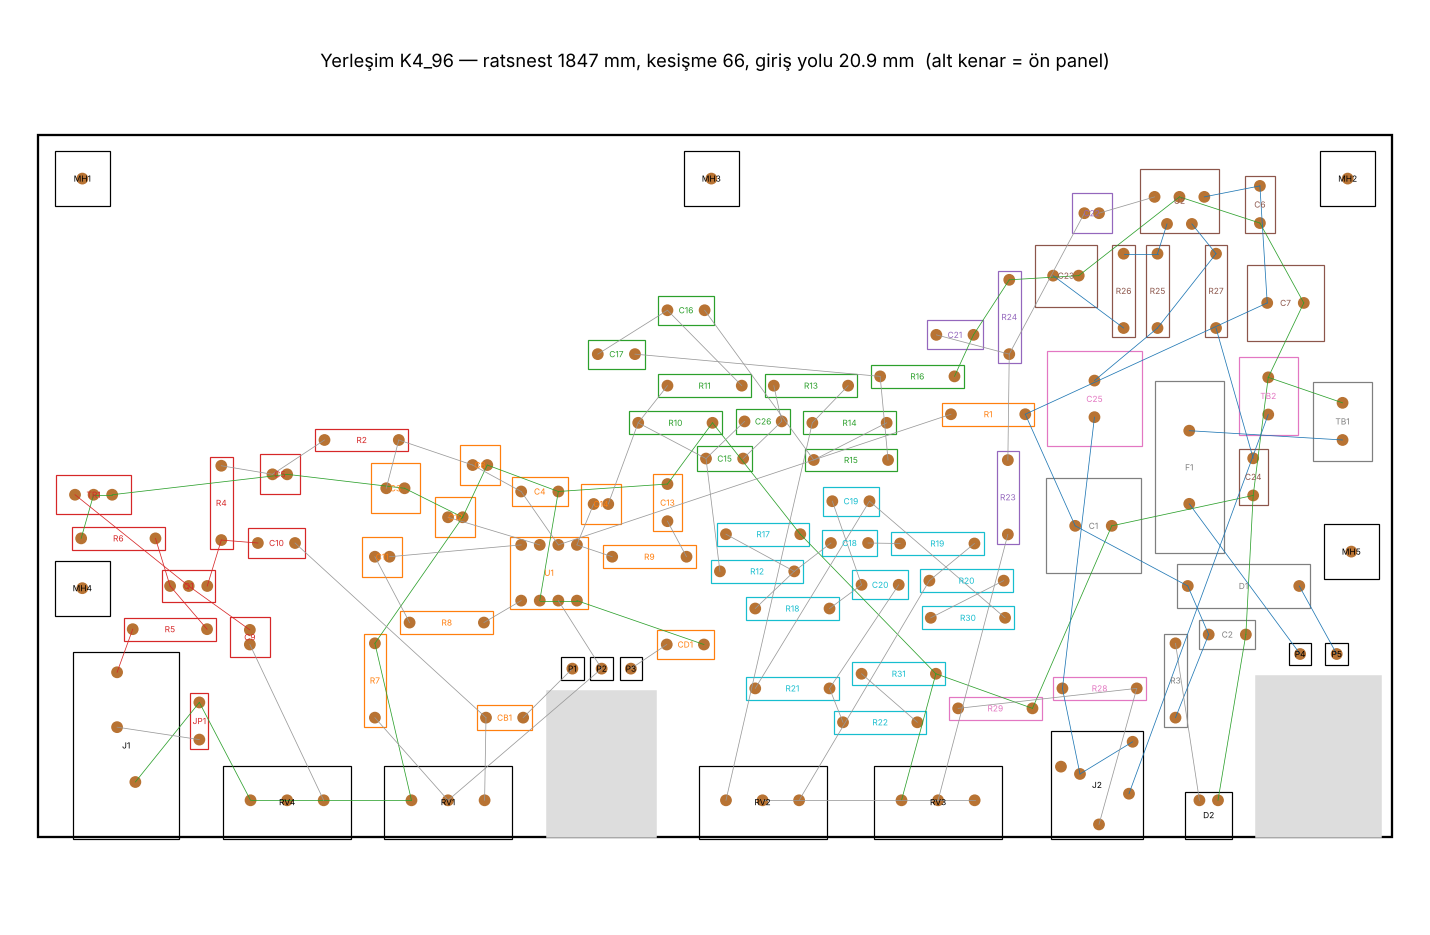 Yerleşim K4_96 — ratsnest 1847 mm, kesişme 66, giriş yolu 20.9 mm  (alt kenar = ön panel)
MH1
MH3
MH2
C6
R26
R25
R27
C23
C7
R24
C21
C16
C17
R16
R11
R13
C25
TB2
R1
TB1
R10
C26
R14
R2
C15
R15
F1
C24
R4
C4
C13
C19
R23
C1
R6
C10
R17
C18
R19
R9
MH5
U1
R12
C20
R20
MH4
R18
R30
R8
R5
C2
CD1
P4
P5
P1
P2
P3
R31
R7
R3
R21
R28
R29
JP1
CB1
R22
J1
J2
RV4
RV1
RV2
RV3
D2